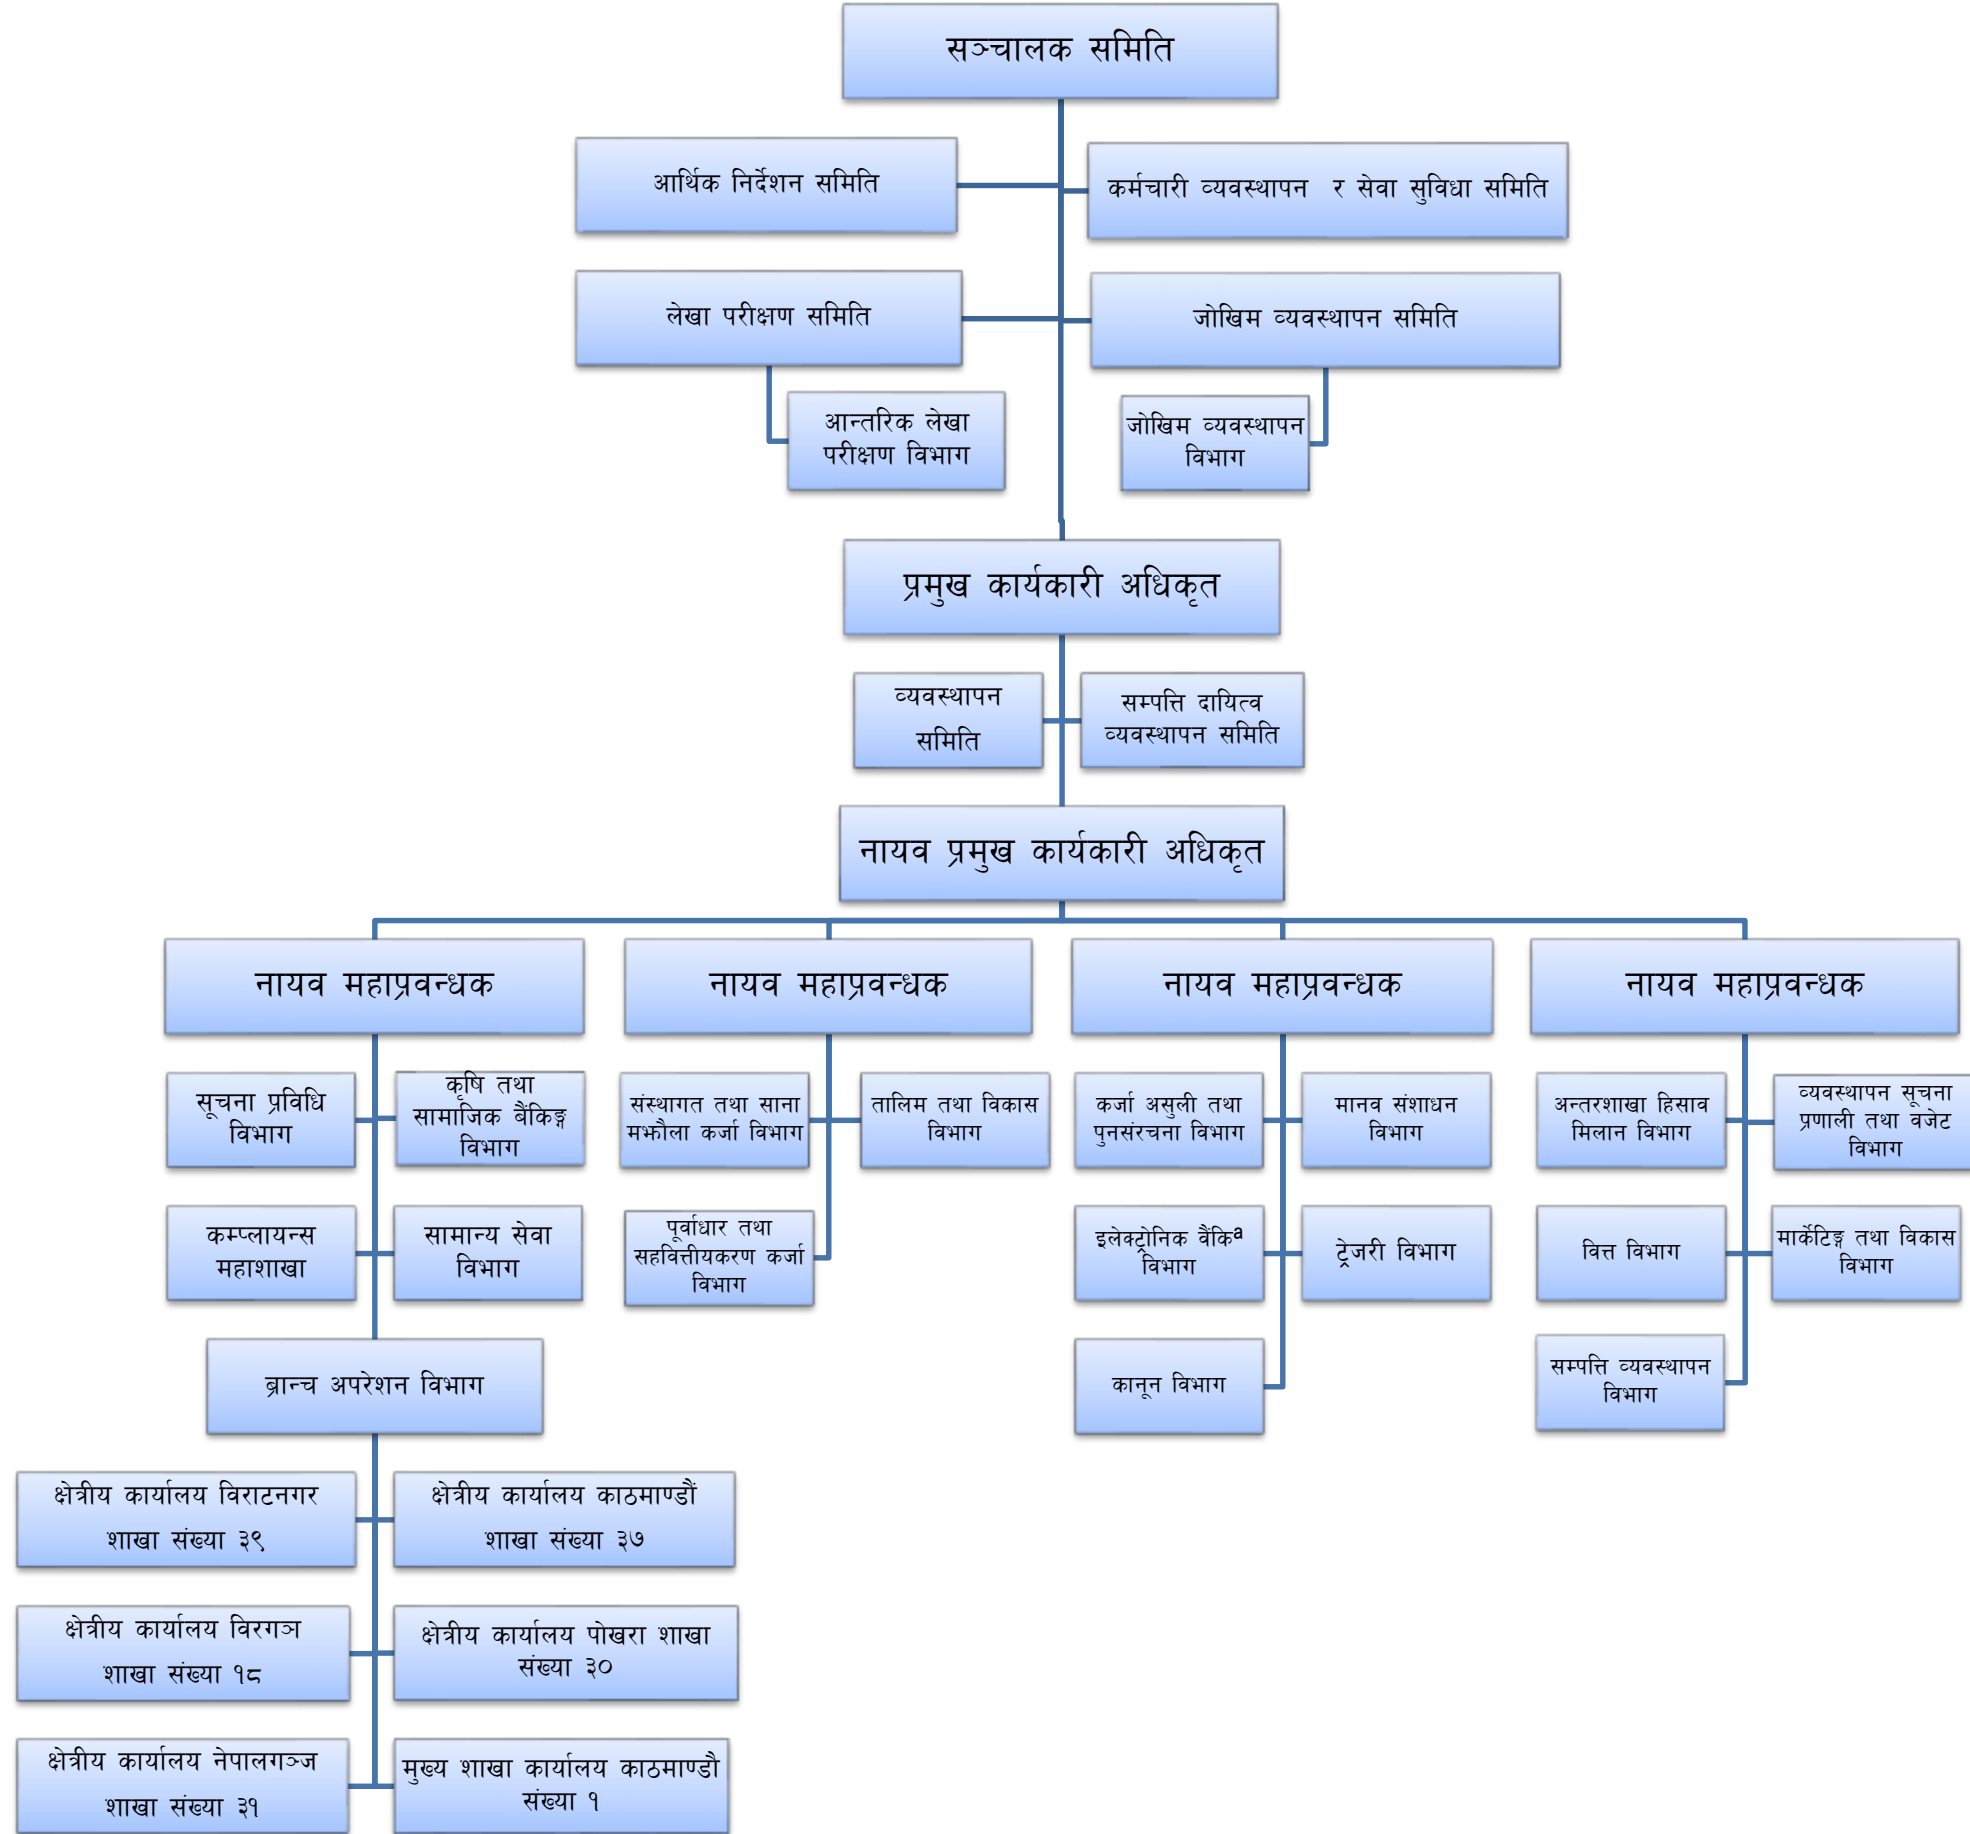 सञ्चालक समिति
आर्थिक निर्देशन समिति
कर्मचारी व्यवस्थापन र सेवा सुविधा समिति
लेखा परीक्षण समिति
जोखिम व्यवस्थापन समिति
आन्तरिक लेखा
परीक्षण विभाग
जोखिम व्यवस्थापन
विभाग
प्रमुख कार्यकारी अधिकृत
व्यवस्थापन
समिति
सम्पत्ति दायित्व
व्यवस्थापन समिति
नायव प्रमुख कार्यकारी अधिकृत
नायव महाप्रवन्धक
नायव महाप्रवन्धक
नायव महाप्रवन्धक
नायव महाप्रवन्धक
सूचना प्रविधि
विभाग
कृषि तथा
सामाजिक बैंकिङ्ग
विभाग
संस्थागत तथा साना
मझौला कर्जा विभाग
तालिम तथा विकास
विभाग
कर्जा असुली तथा
पुनसंरचना विभाग
मानव संशाधन
विभाग
अन्तरशाखा हिसाव
मिलान विभाग
व्यवस्थापन सूचना
प्रणाली तथा वजेट
विभाग
कम्प्लायन्स
महाशाखा
सामान्य सेवा
विभाग
पूर्वाधार तथा
सहवित्तीयकरण कर्जा
विभाग
इलेक्ट्रोनिक वैंकिª
विभाग
ट्रेजरी विभाग
वित्त विभाग
मार्केटिङ्ग तथा विकास
विभाग
ब्रान्च अपरेशन विभाग
कानून विभाग
सम्पत्ति व्यवस्थापन
विभाग
क्षेत्रीय कार्यालय विराटनगर
शाखा संख्या ३९
क्षेत्रीय कार्यालय काठमाण्डौं
शाखा संख्या ३७
क्षेत्रीय कार्यालय विरगञ
शाखा संख्या १८
क्षेत्रीय कार्यालय पोखरा शाखा
संख्या ३०
क्षेत्रीय कार्यालय नेपालगञ्ज
शाखा संख्या ३१
मुख्य शाखा कार्यालय काठमाण्डौ
संख्या १